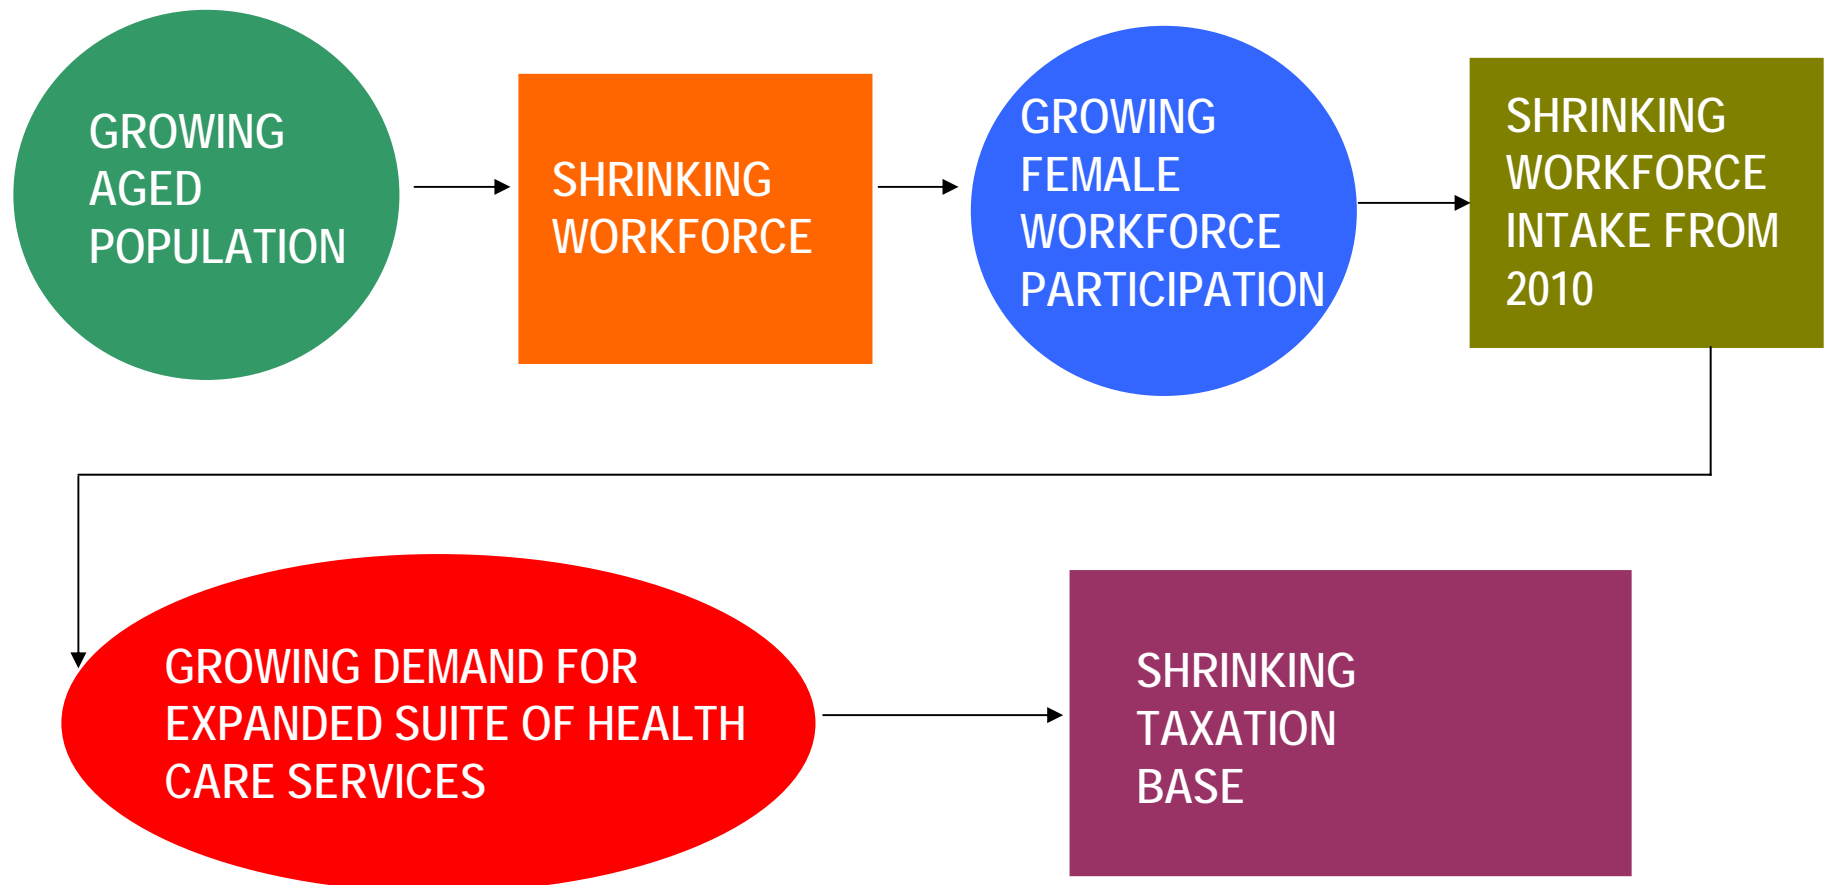 GROWING
AGED
POPULATION
SHRINKING
WORKFORCE
GROWING
FEMALE
WORKFORCE
PARTICIPATION
SHRINKING
WORKFORCE
INTAKE FROM
2010
GROWING DEMAND FOR
EXPANDED SUITE OF HEALTH
CARE SERVICES
SHRINKING
TAXATION
BASE